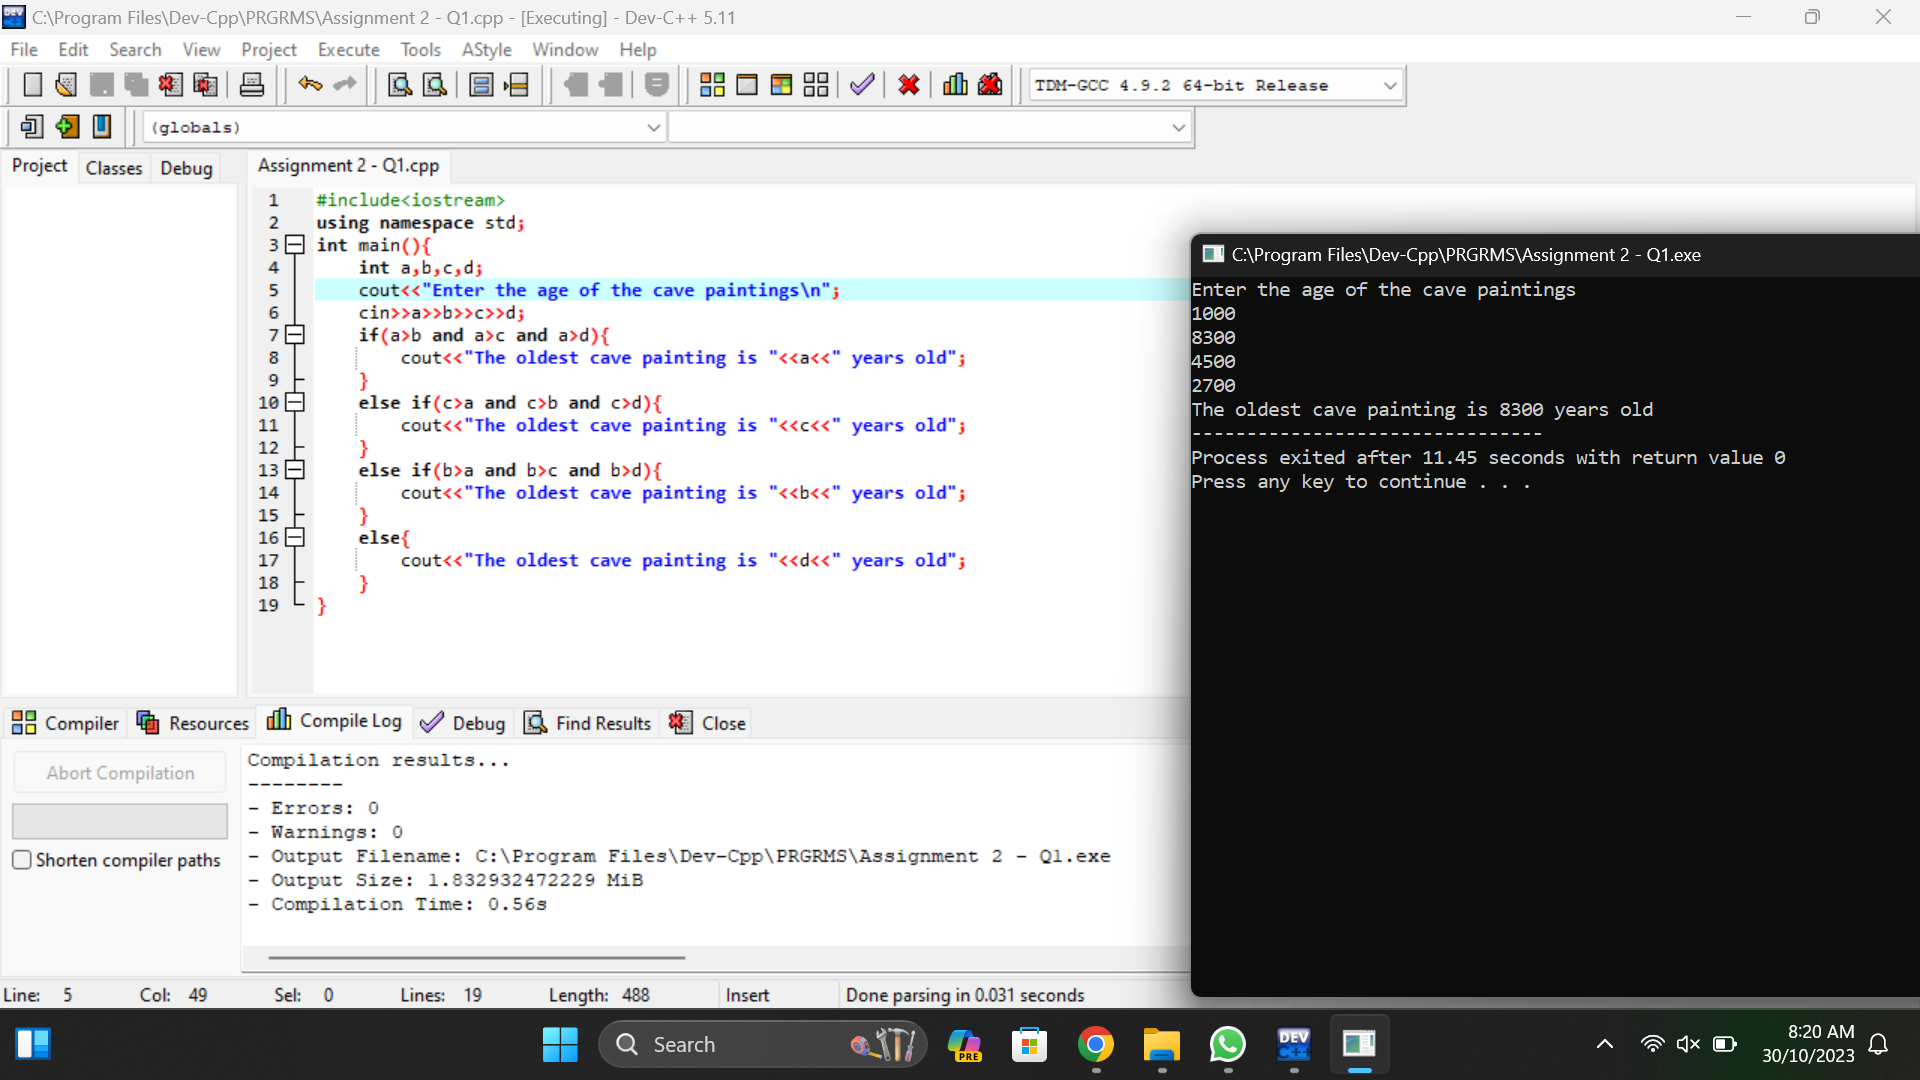 C:\Program Files\Dev-Cpp\PRGRMS\Assignment 2 - Q1.cpp - [Executing] - Dev-C++ 5.11
File Edit Search View Project Execute Tools AStyle Window Help
TDM-GCC 4.9.2 64-bit Release
(globals)
Project Classes Debug
Assignment 2 - Q1.cpp
1 #include<iostream>
2 using namespace std;
3 int main(){
4 int a,b,c,d;
5 cout<<"Enter the age of the cave paintings\n";
6 cin>>a>>b>>c>>d;
7 if(a>b and a>c and a>d){
8 cout<<"The oldest cave painting is "<<a<<" years old";
9 }
10 else if(c>a and c>b and c>d){
11 cout<<"The oldest cave painting is "<<c<<" years old";
12 }
13 else if(b>a and b>c and b>d){
14 cout<<"The oldest cave painting is "<<b<<" years old";
15 }
16 else{
17 cout<<"The oldest cave painting is "<<d<<" years old";
18 }
19 }
C:\Program Files\Dev-Cpp\PRGRMS\Assignment 2 - Q1.exe
Enter the age of the cave paintings
1000
8300
4500
2700
The oldest cave painting is 8300 years old
--------------------------------
Process exited after 11.45 seconds with return value 0
Press any key to continue . . .
Compiler Resources Compile Log Debug Find Results Close
Abort Compilation
Shorten compiler paths
Compilation results...
--------
- Errors: 0
- Warnings: 0
- Output Filename: C:\Program Files\Dev-Cpp\PRGRMS\Assignment 2 - Q1.exe
- Output Size: 1.832932472229 MiB
- Compilation Time: 0.56s
Line: 5 Col: 49 Sel: 0 Lines: 19 Length: 488 Insert Done parsing in 0.031 seconds
Search
PRE
DEV
C++
8:20 AM
30/10/2023